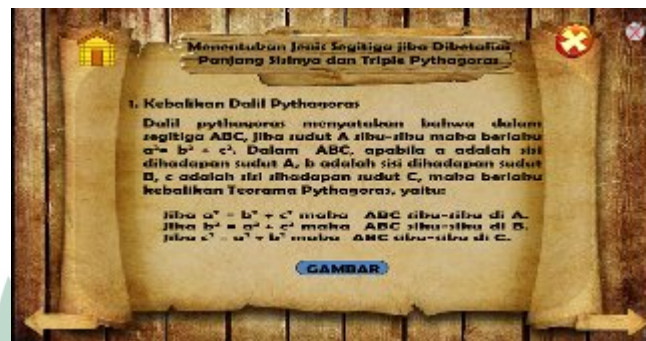 Menentukan Jenis Segitiga jika Diketahui
Panjang Sisinya dan Triple Pythagoras
1. Kebalikan Dalil Pythagoras
Dalil pythagoras menyatakan bahwa dalam
segitiga ABC, jika sudut A siku-siku maka berlaku
a²= b² + c². Dalam ABC, apabila a adalah sisi
dihadapan sudut A, b adalah sisi dihadapan sudut
B, c adalah sisi dihadapan sudut C, maka berlaku
kebalikan Teorama Pythagoras, yaitu:
Jika a² = b² + c² maka ABC siku-siku di A.
Jika b² = a² + c² maka ABC siku-siku di B.
Jika c² = a² + b² maka ABC siku-siku di C.
GAMBAR